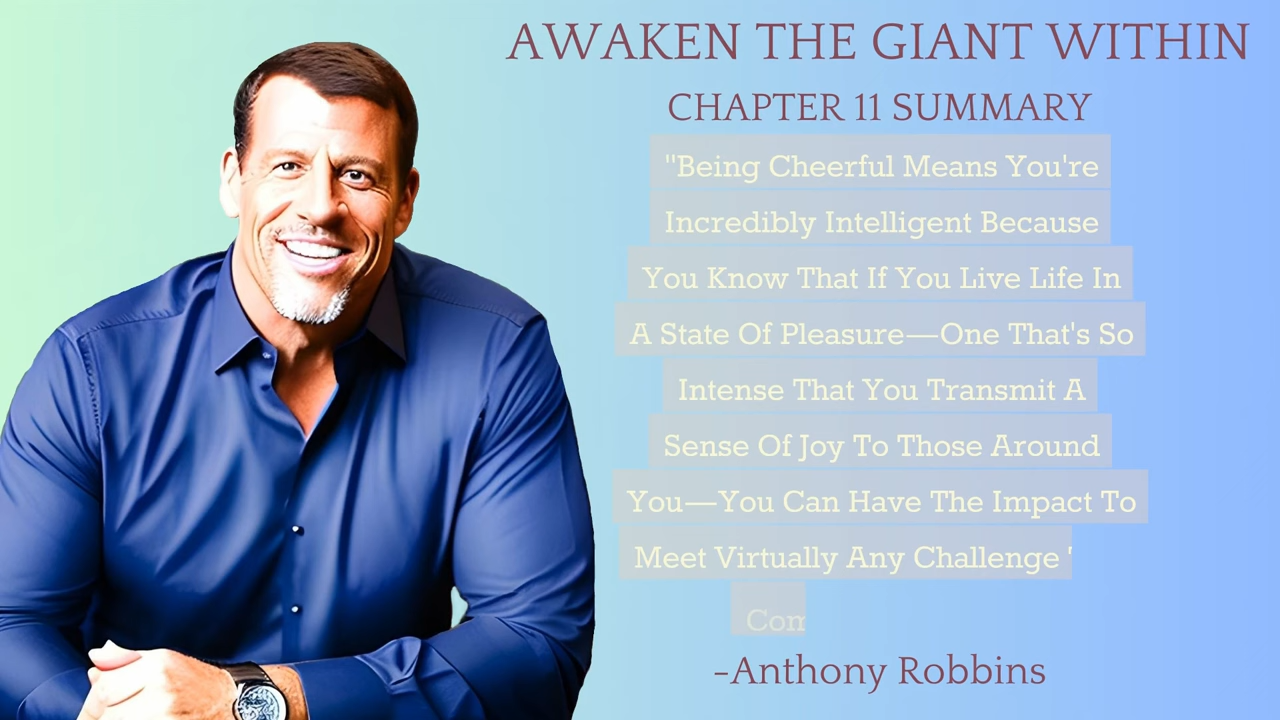 AWAKEN THE GIANT WITHIN
CHAPTER 11 SUMMARY
"Being Cheerful Means You're
Incredibly Intelligent Because
You Know That If You Live Life In
A State Of Pleasure—One That's So
Intense That You Transmit A
Sense Of Joy To Those Around
You—You Can Have The Impact To
Meet Virtually Any Challenge
–Anthony Robbins